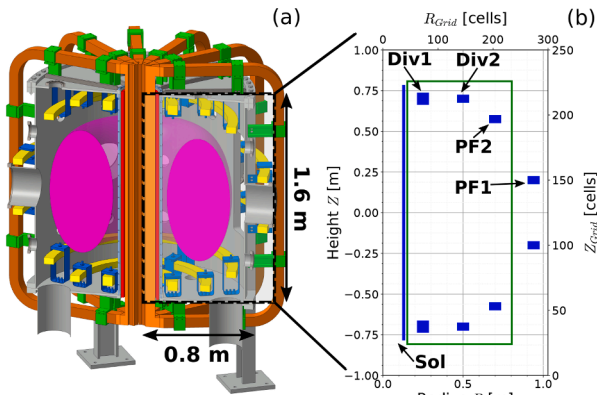 (a)
1.6 m
0.8 m
(b)
R_Grid [cells]
0 100 200 300
Div1 Div2
PF2
PF1
Sol
Height Z [m]
1.00
0.75
0.50
0.25
0.00
−0.25
−0.50
−0.75
−1.00
Z_Grid [cells]
250
200
150
100
50
0
0.0 0.5 1.0